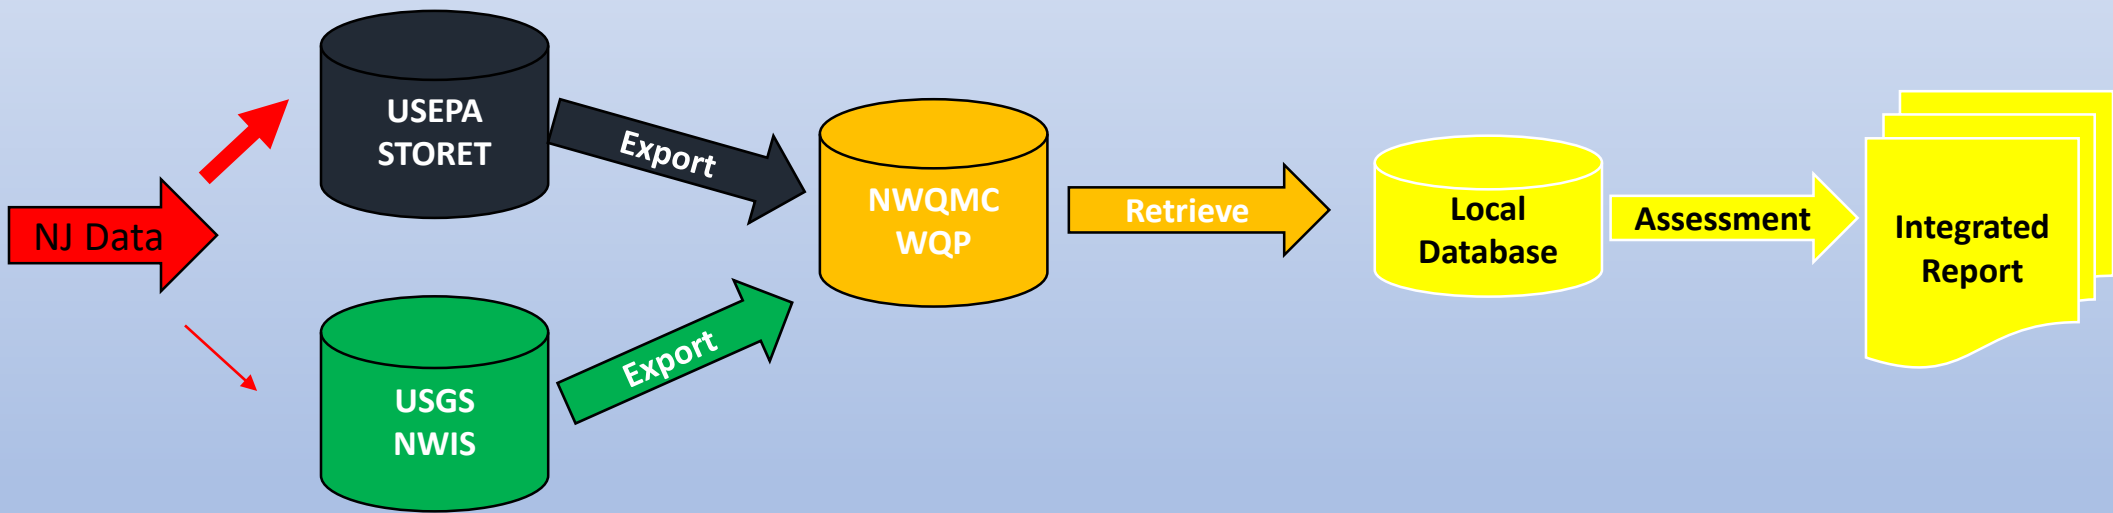 NJ Data
USEPA
STORET
Export
USGS
NWIS
Export
NWQMC
WQP
Retrieve
Local
Database
Assessment
Integrated
Report